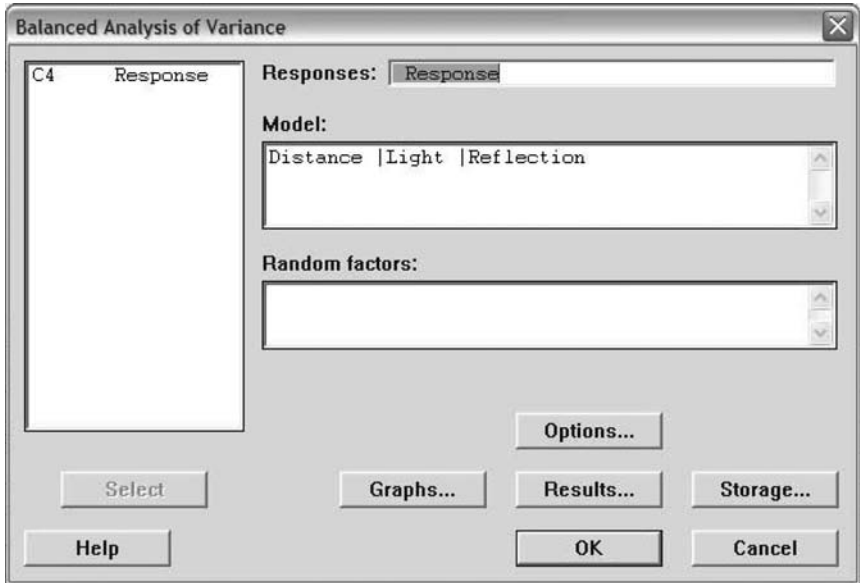 Balanced Analysis of Variance
C4 Response
Responses: Response
Model:
Distance |Light |Reflection
Random factors:
Options...
Select
Graphs...
Results...
Storage...
Help
OK
Cancel